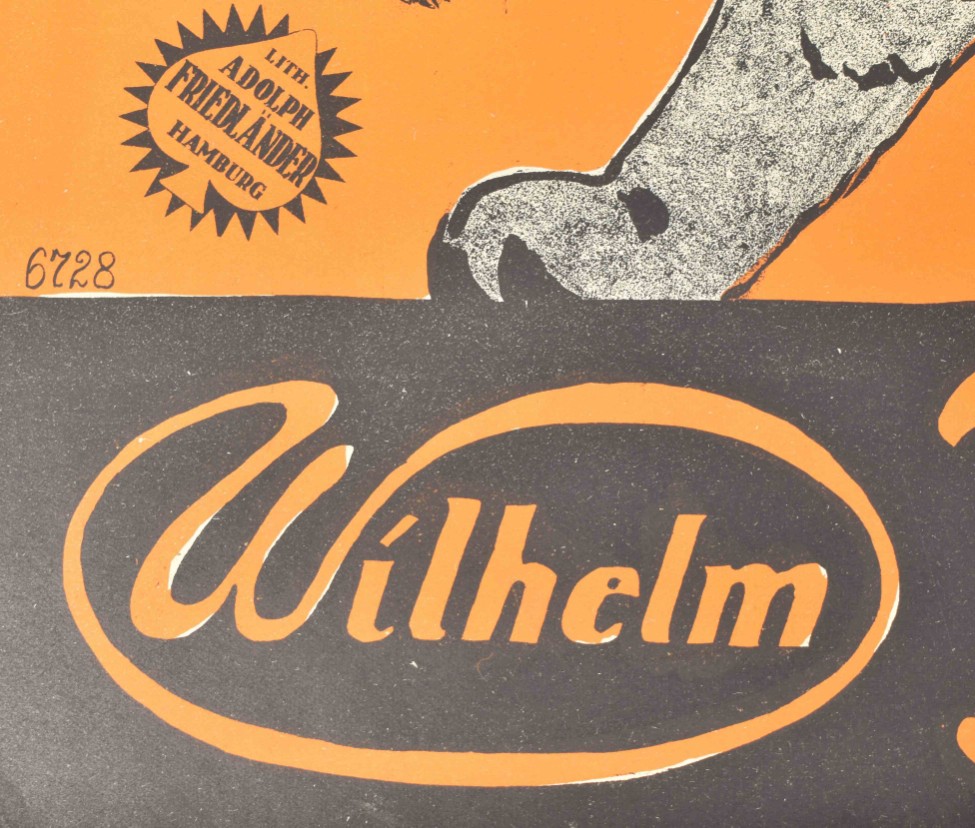 LITH.
ADOLPH
FRIEDLÄNDER
HAMBURG
6728
Wilhelm